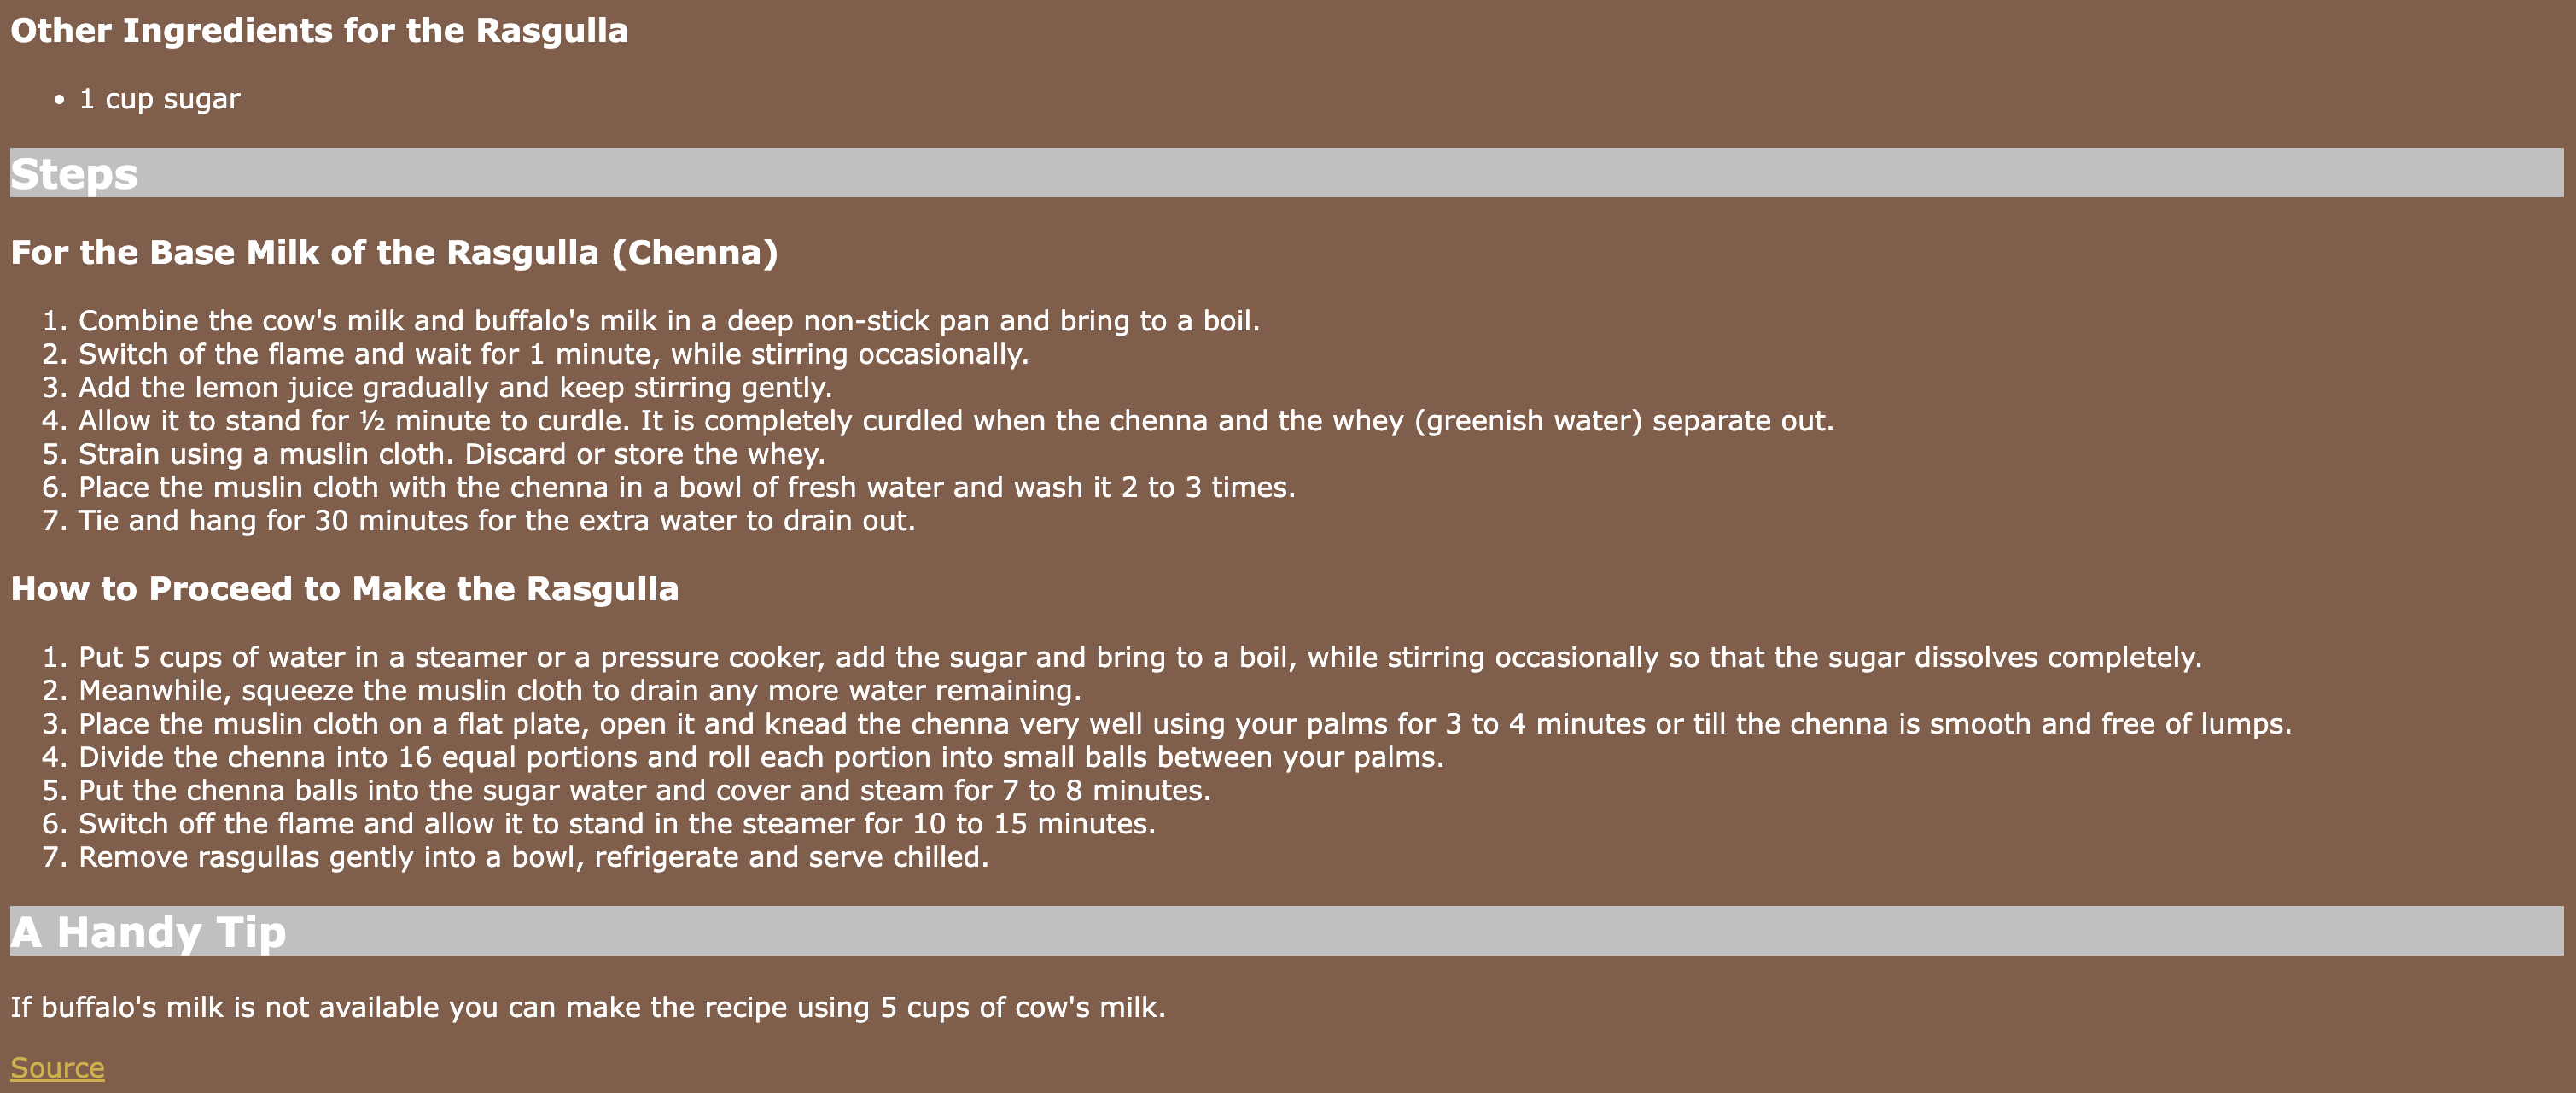 Other Ingredients for the Rasgulla
• 1 cup sugar
Steps
For the Base Milk of the Rasgulla (Chenna)
1. Combine the cow's milk and buffalo's milk in a deep non-stick pan and bring to a boil.
2. Switch of the flame and wait for 1 minute, while stirring occasionally.
3. Add the lemon juice gradually and keep stirring gently.
4. Allow it to stand for ½ minute to curdle. It is completely curdled when the chenna and the whey (greenish water) separate out.
5. Strain using a muslin cloth. Discard or store the whey.
6. Place the muslin cloth with the chenna in a bowl of fresh water and wash it 2 to 3 times.
7. Tie and hang for 30 minutes for the extra water to drain out.
How to Proceed to Make the Rasgulla
1. Put 5 cups of water in a steamer or a pressure cooker, add the sugar and bring to a boil, while stirring occasionally so that the sugar dissolves completely.
2. Meanwhile, squeeze the muslin cloth to drain any more water remaining.
3. Place the muslin cloth on a flat plate, open it and knead the chenna very well using your palms for 3 to 4 minutes or till the chenna is smooth and free of lumps.
4. Divide the chenna into 16 equal portions and roll each portion into small balls between your palms.
5. Put the chenna balls into the sugar water and cover and steam for 7 to 8 minutes.
6. Switch off the flame and allow it to stand in the steamer for 10 to 15 minutes.
7. Remove rasgullas gently into a bowl, refrigerate and serve chilled.
A Handy Tip
If buffalo's milk is not available you can make the recipe using 5 cups of cow's milk.
Source